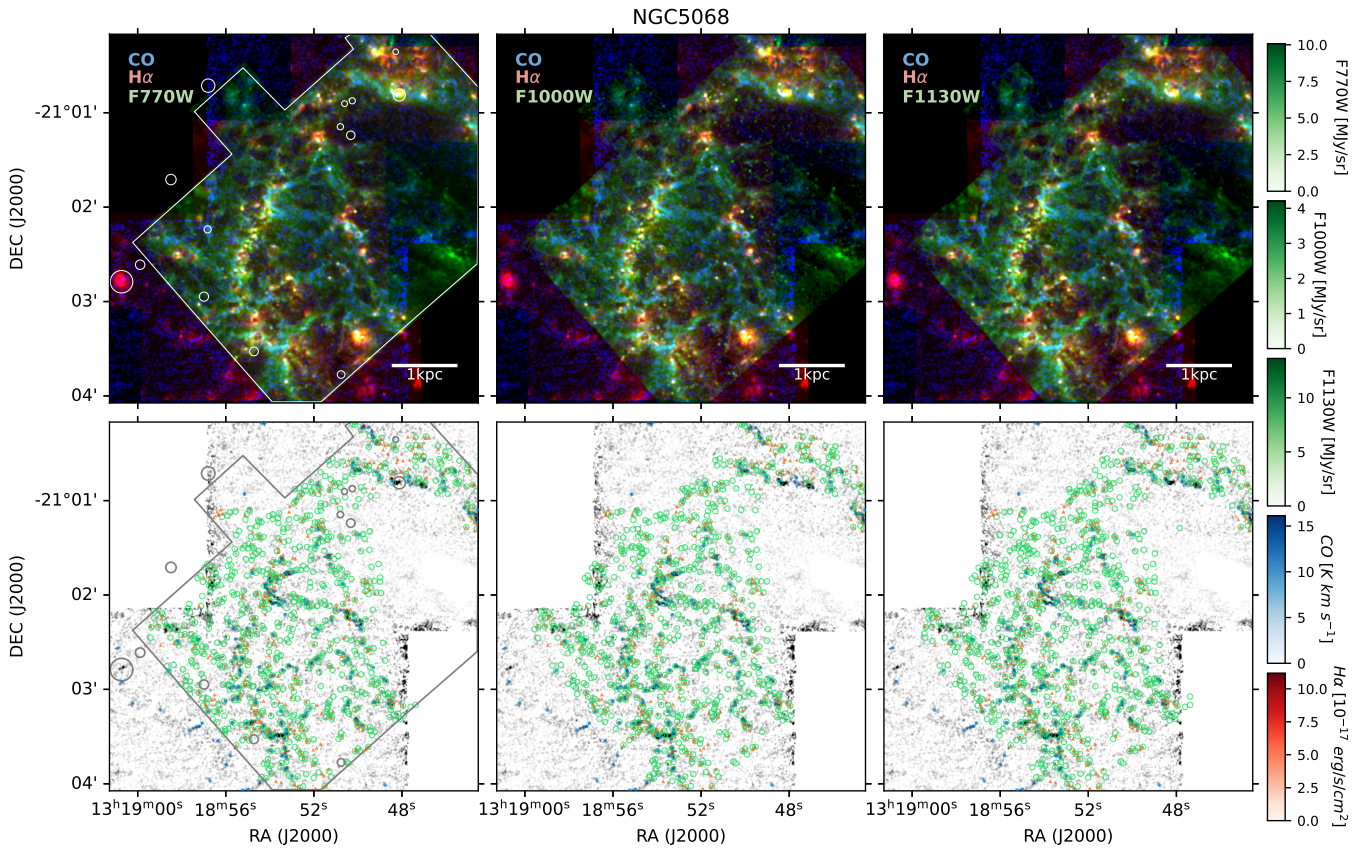 NGC5068
CO
Hα
F770W
CO
Hα
F1000W
CO
Hα
F1130W
1kpc
1kpc
1kpc
-21°01'
02'
03'
04'
DEC (J2000)
-21°01'
02'
03'
04'
DEC (J2000)
13ʰ19ᵐ00ˢ
18ˢ56ˢ
52ˢ
48ˢ
18ˢ56ˢ
52ˢ
48ˢ
13ʰ19ᵐ00ˢ
13ʰ19ᵐ00ˢ
18ˢ56ˢ
52ˢ
48ˢ
RA (J2000)
RA (J2000)
RA (J2000)
10.0
7.5
5.0
2.5
0.0
F770W [MJy/sr]
4
3
2
1
0
F1000W [MJy/sr]
10
5
0
F1130W [MJy/sr]
15
10
5
0
CO [K km s⁻¹]
10.0
7.5
5.0
2.5
0.0
Hα [10⁻¹⁷ erg/s/cm²]